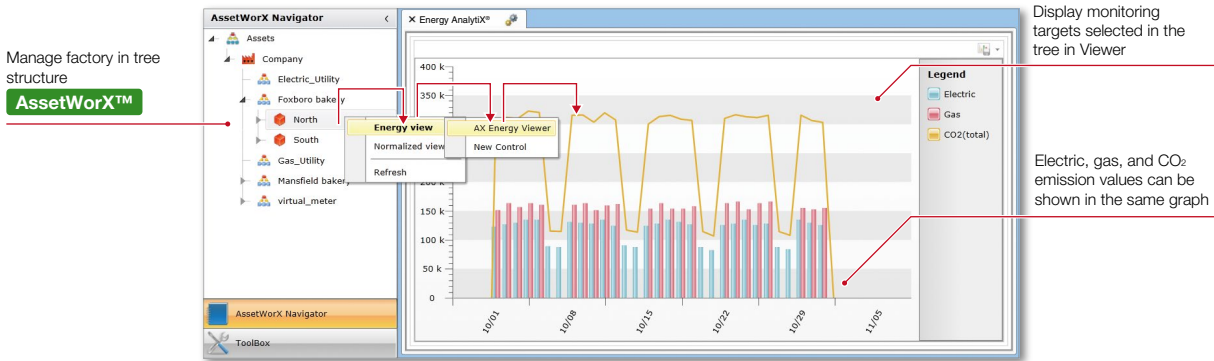 Manage factory in tree
structure
AssetWorX™
AssetWorX Navigator
Assets
Company
Electric_Utility
Foxboro bakery
North
South
Gas_Utility
Mansfield bakery
virtual_meter
AssetWorX Navigator
ToolBox
Energy view
Normalized view
Refresh
AX Energy Viewer
New Control
× Energy AnalytiX®
400 k
350 k
200 k
150 k
100 k
50 k
0
10/01
10/08
10/15
10/22
10/29
11/05
Legend
Electric
Gas
CO2(total)
Display monitoring
targets selected in the
tree in Viewer
Electric, gas, and CO₂
emission values can be
shown in the same graph